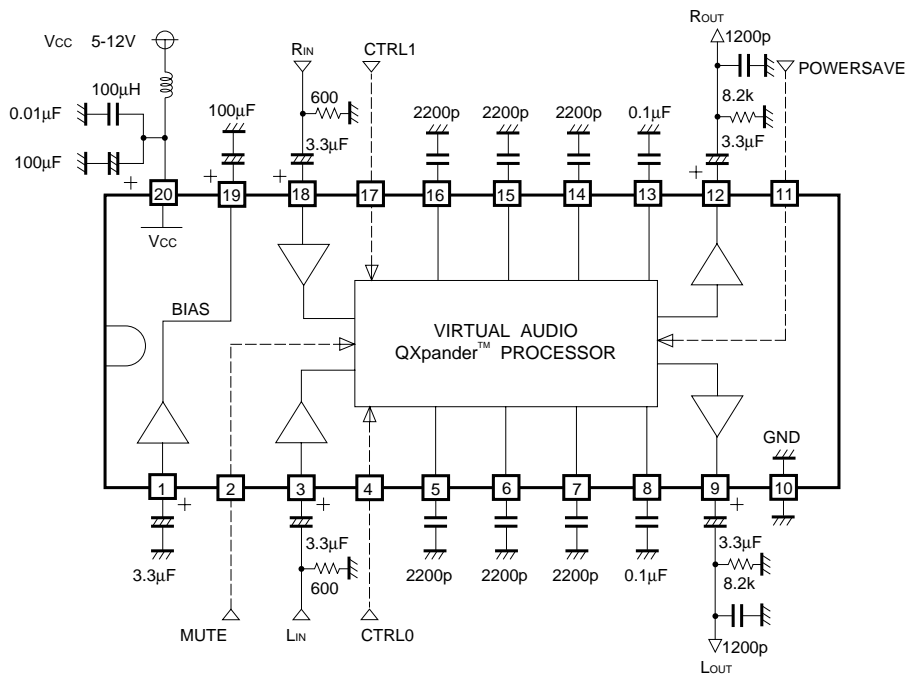 ROUT
1200p
VCC 5-12V
RIN
CTRL1
POWERSAVE
100µH
0.01µF
100µF
600
2200p
2200p
2200p
0.1µF
8.2k
3.3µF
3.3µF
100µF
+
+
+
+
20
19
18
17
16
15
14
13
12
11
VCC
BIAS
VIRTUAL AUDIO
QXpander™ PROCESSOR
GND
1
2
3
4
5
6
7
8
9
10
+
+
+
3.3µF
3.3µF
600
2200p
2200p
2200p
0.1µF
3.3µF
8.2k
MUTE
LIN
CTRL0
1200p
LOUT